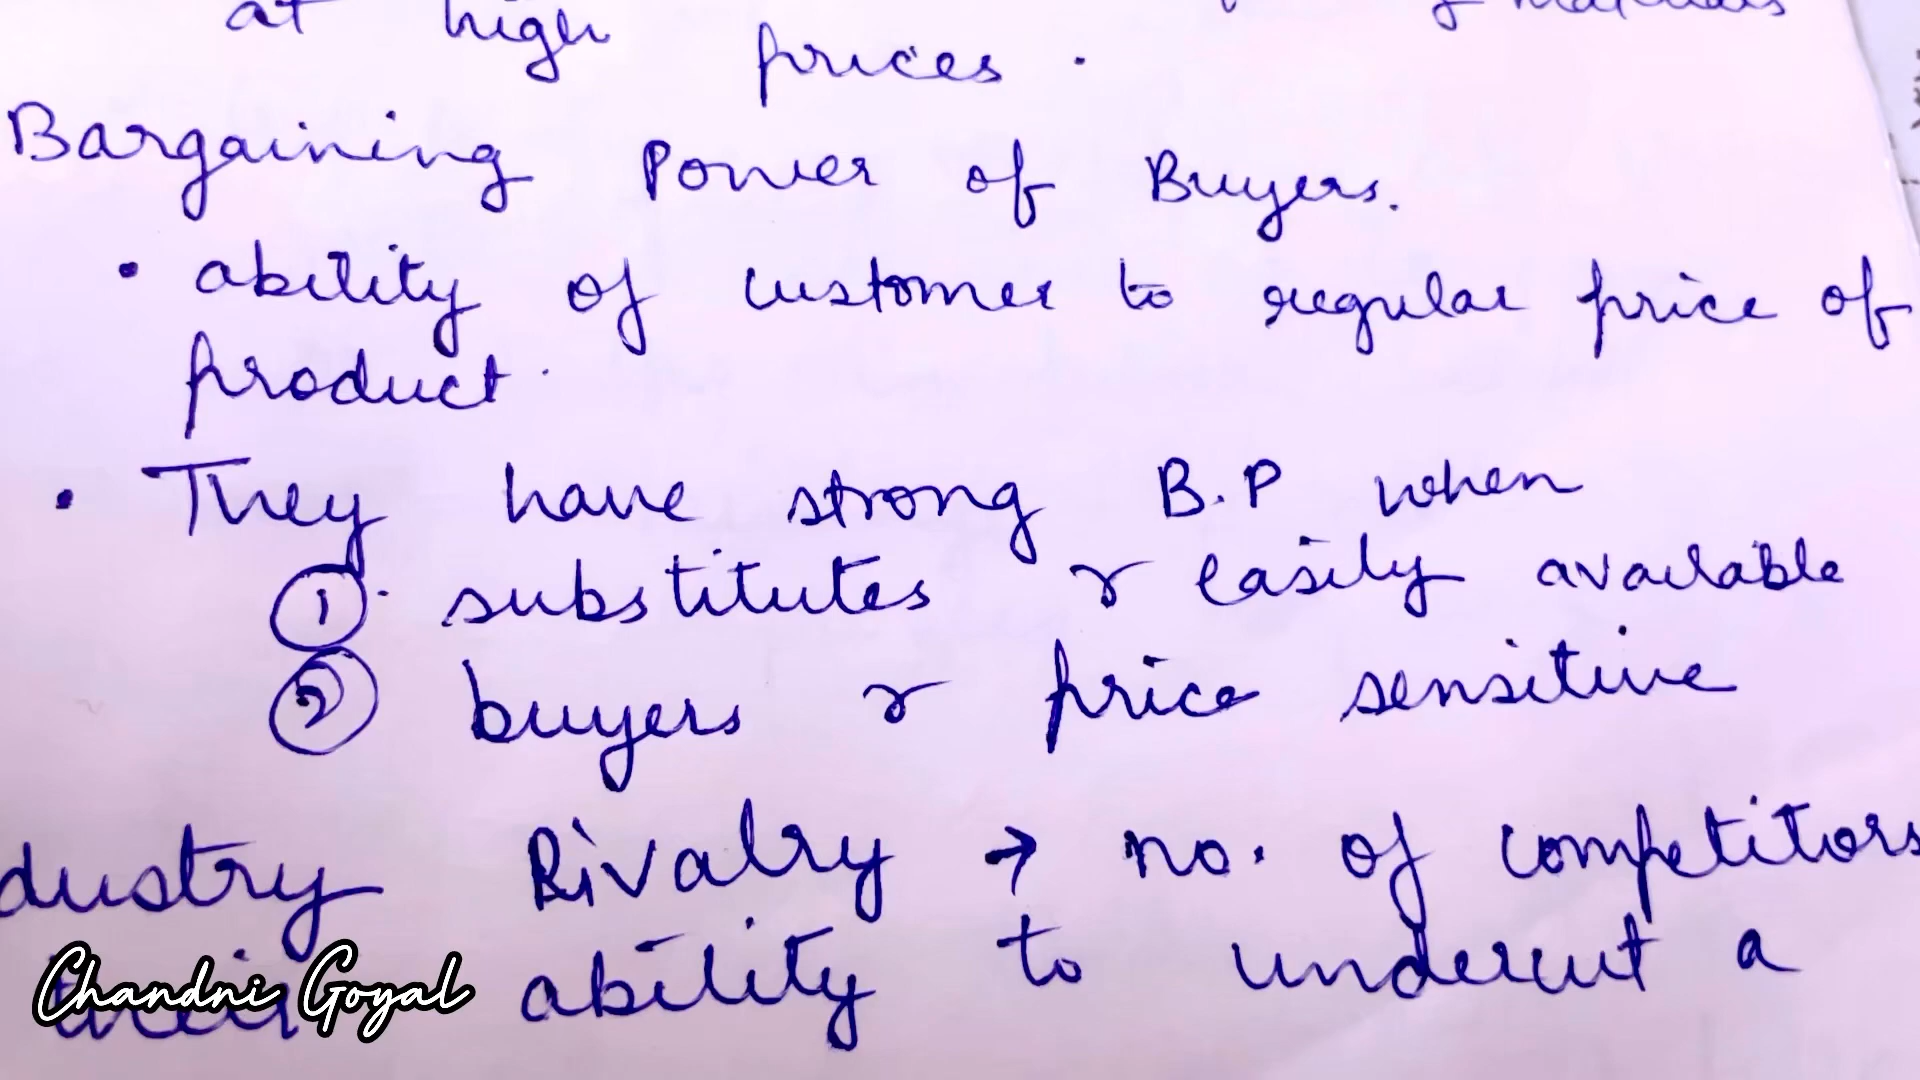 at high prices.
Bargaining Power of Buyers.
• ability of customer to regular price of
product.
• They have strong B.P when
① substitutes r easily available
② buyers r price sensitive
dustry Rivalry → no. of competitors
ability to undercut a
Chandni Goyal